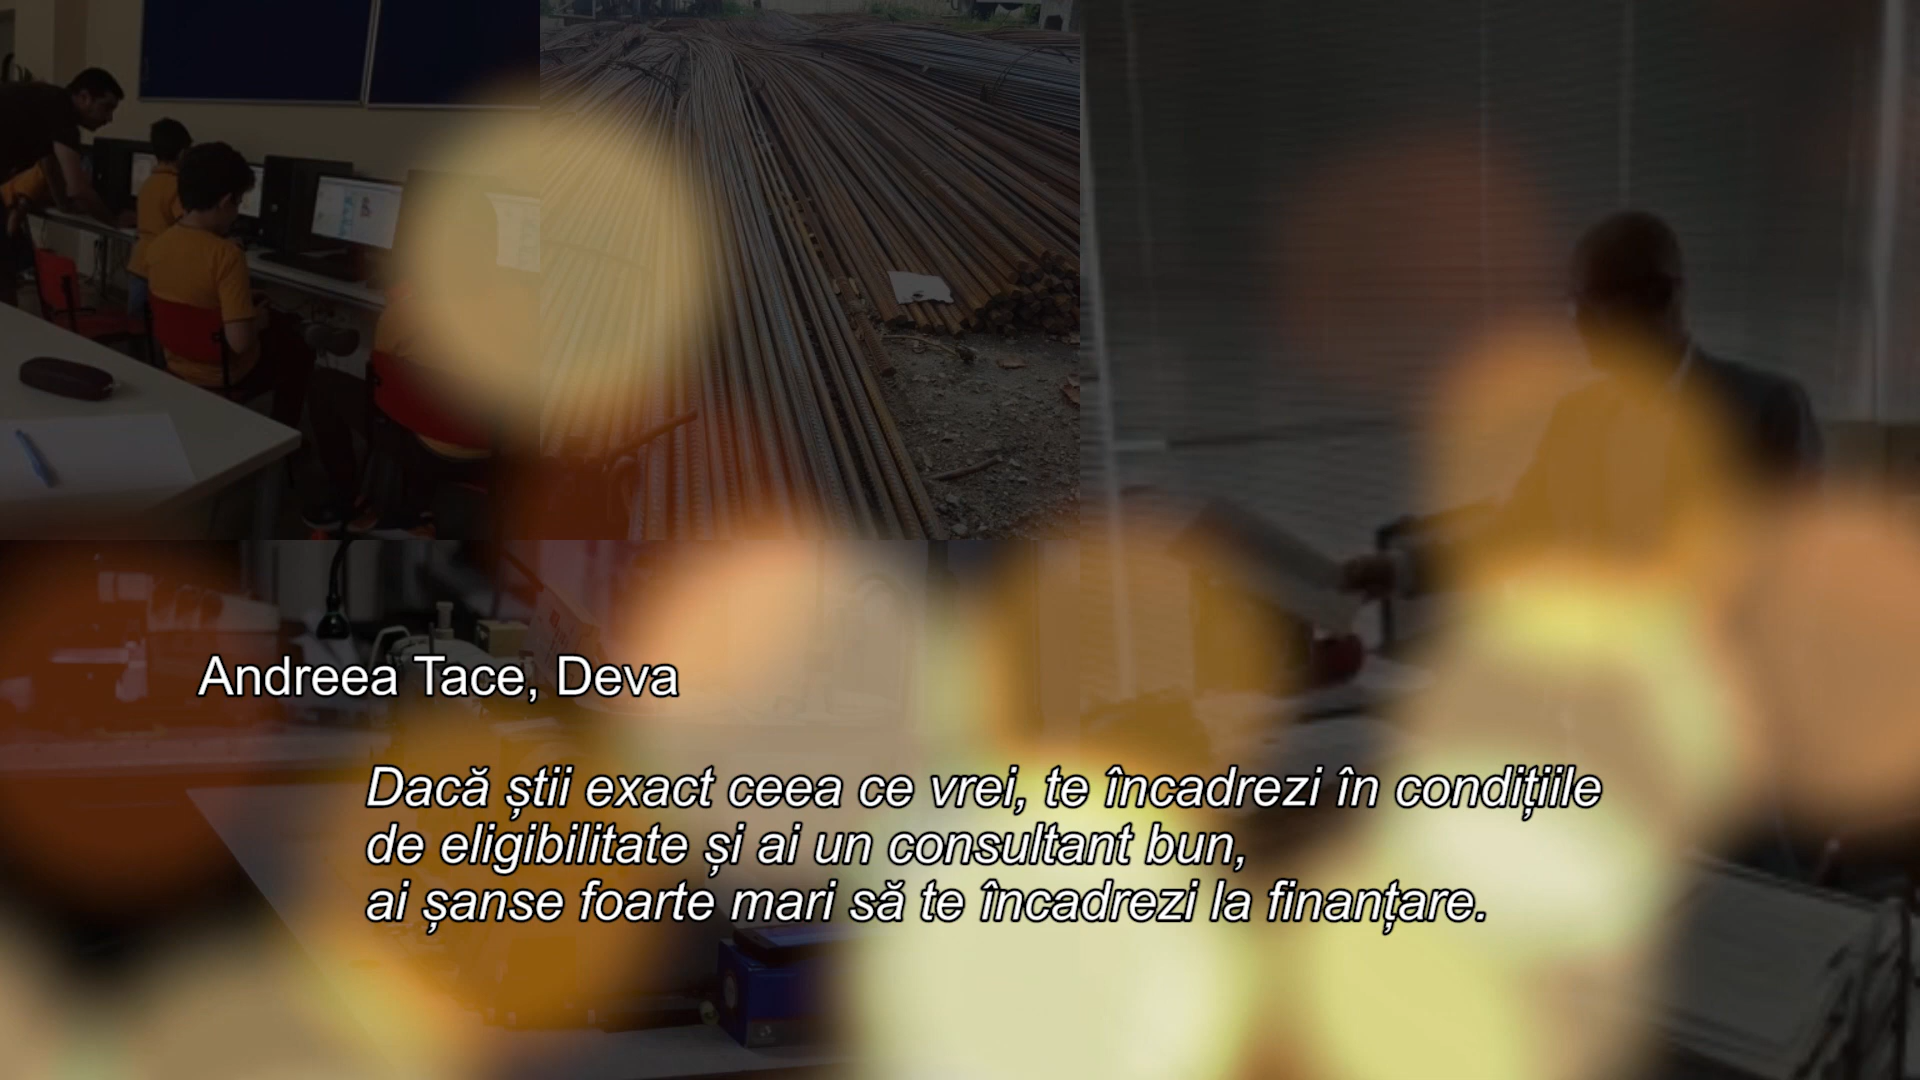 Andreea Tace, Deva
Dacă știi exact ceea ce vrei, te încadrezi în condițiile
de eligibilitate și ai un consultant bun,
ai șanse foarte mari să te încadrezi la finanțare.